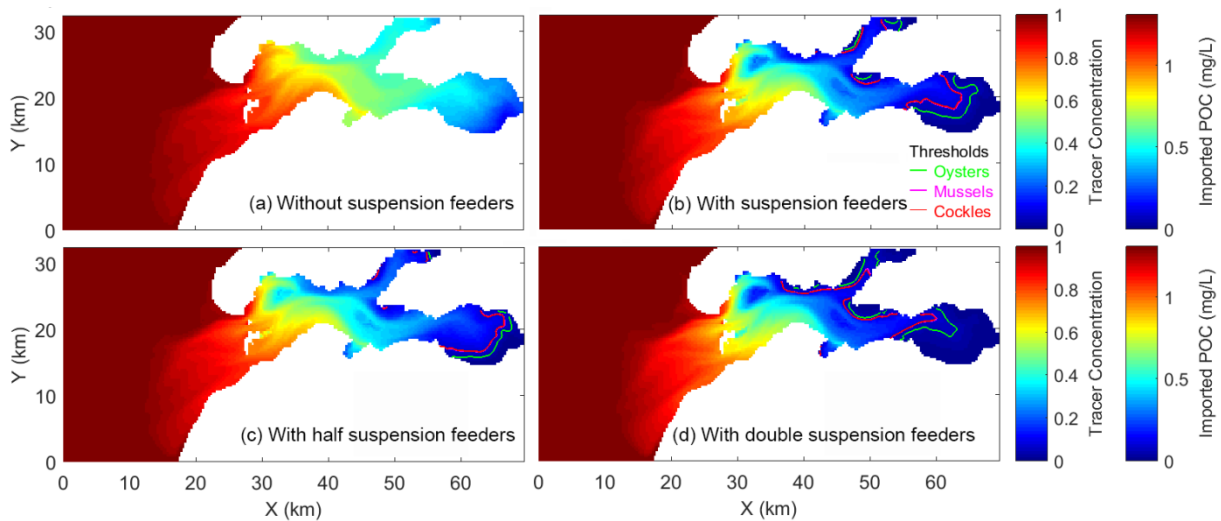 30
20
10
0
Y (km)
(a) Without suspension feeders
Thresholds
Oysters
Mussels
Cockles
(b) With suspension feeders
1
0.8
0.6
0.4
0.2
0
Tracer Concentration
1
0.5
0
Imported POC (mg/L)
30
20
10
0
Y (km)
(c) With half suspension feeders
0 10 20 30 40 50 60
X (km)
(d) With double suspension feeders
0 10 20 30 40 50 60
X (km)
1
0.8
0.6
0.4
0.2
0
Tracer Concentration
1
0.5
0
Imported POC (mg/L)